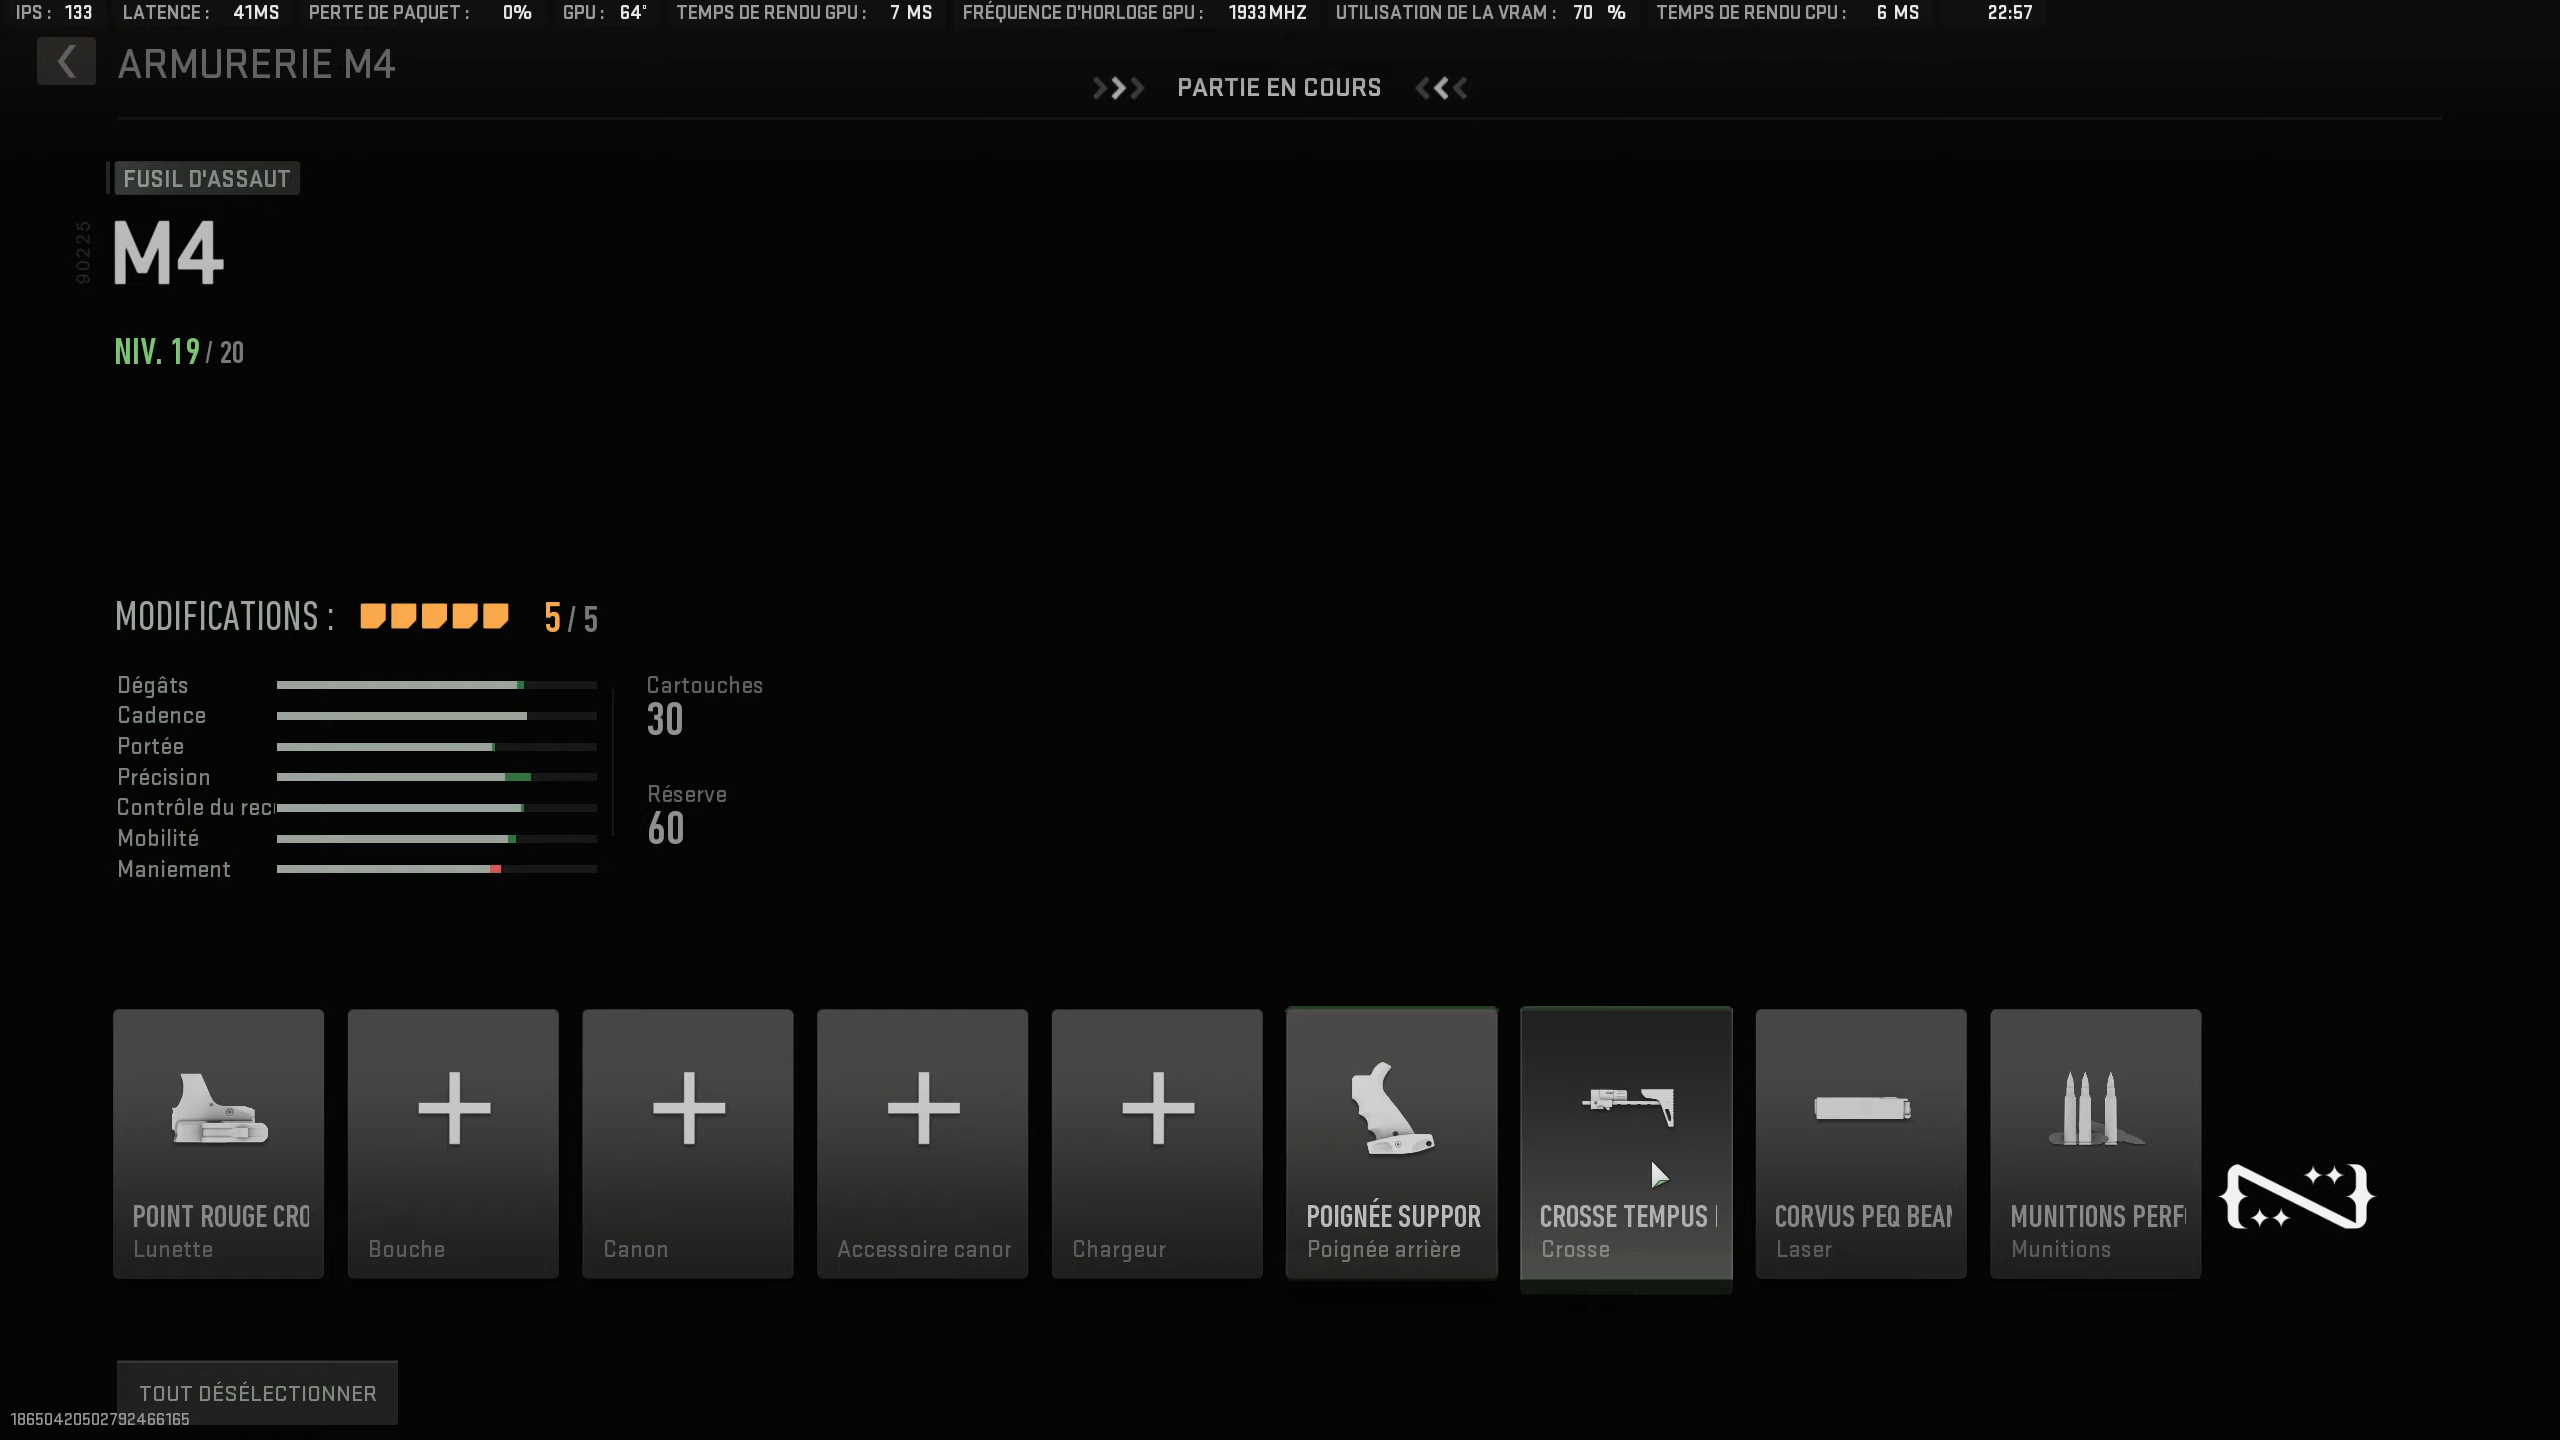 IPS : 133 LATENCE : 41MS PERTE DE PAQUET : 0% GPU : 64° TEMPS DE RENDU GPU : 7 MS FRÉQUENCE D'HORLOGE GPU : 1933MHZ UTILISATION DE LA VRAM : 70 % TEMPS DE RENDU CPU : 6 MS 22:57
ARMURERIE M4
PARTIE EN COURS
FUSIL D'ASSAUT
90225
M4
NIV. 19 / 20
MODIFICATIONS : 5 / 5
Dégâts
Cadence
Portée
Précision
Contrôle du rec
Mobilité
Maniement
Cartouches
30
Réserve
60
POINT ROUGE CRO
Lunette
Bouche
Canon
Accessoire canon
Chargeur
POIGNÉE SUPPOR
Poignée arrière
CROSSE TEMPUS
Crosse
CORVUS PEQ BEAM
Laser
MUNITIONS PERF
Munitions
TOUT DÉSÉLECTIONNER
18650420502792466165